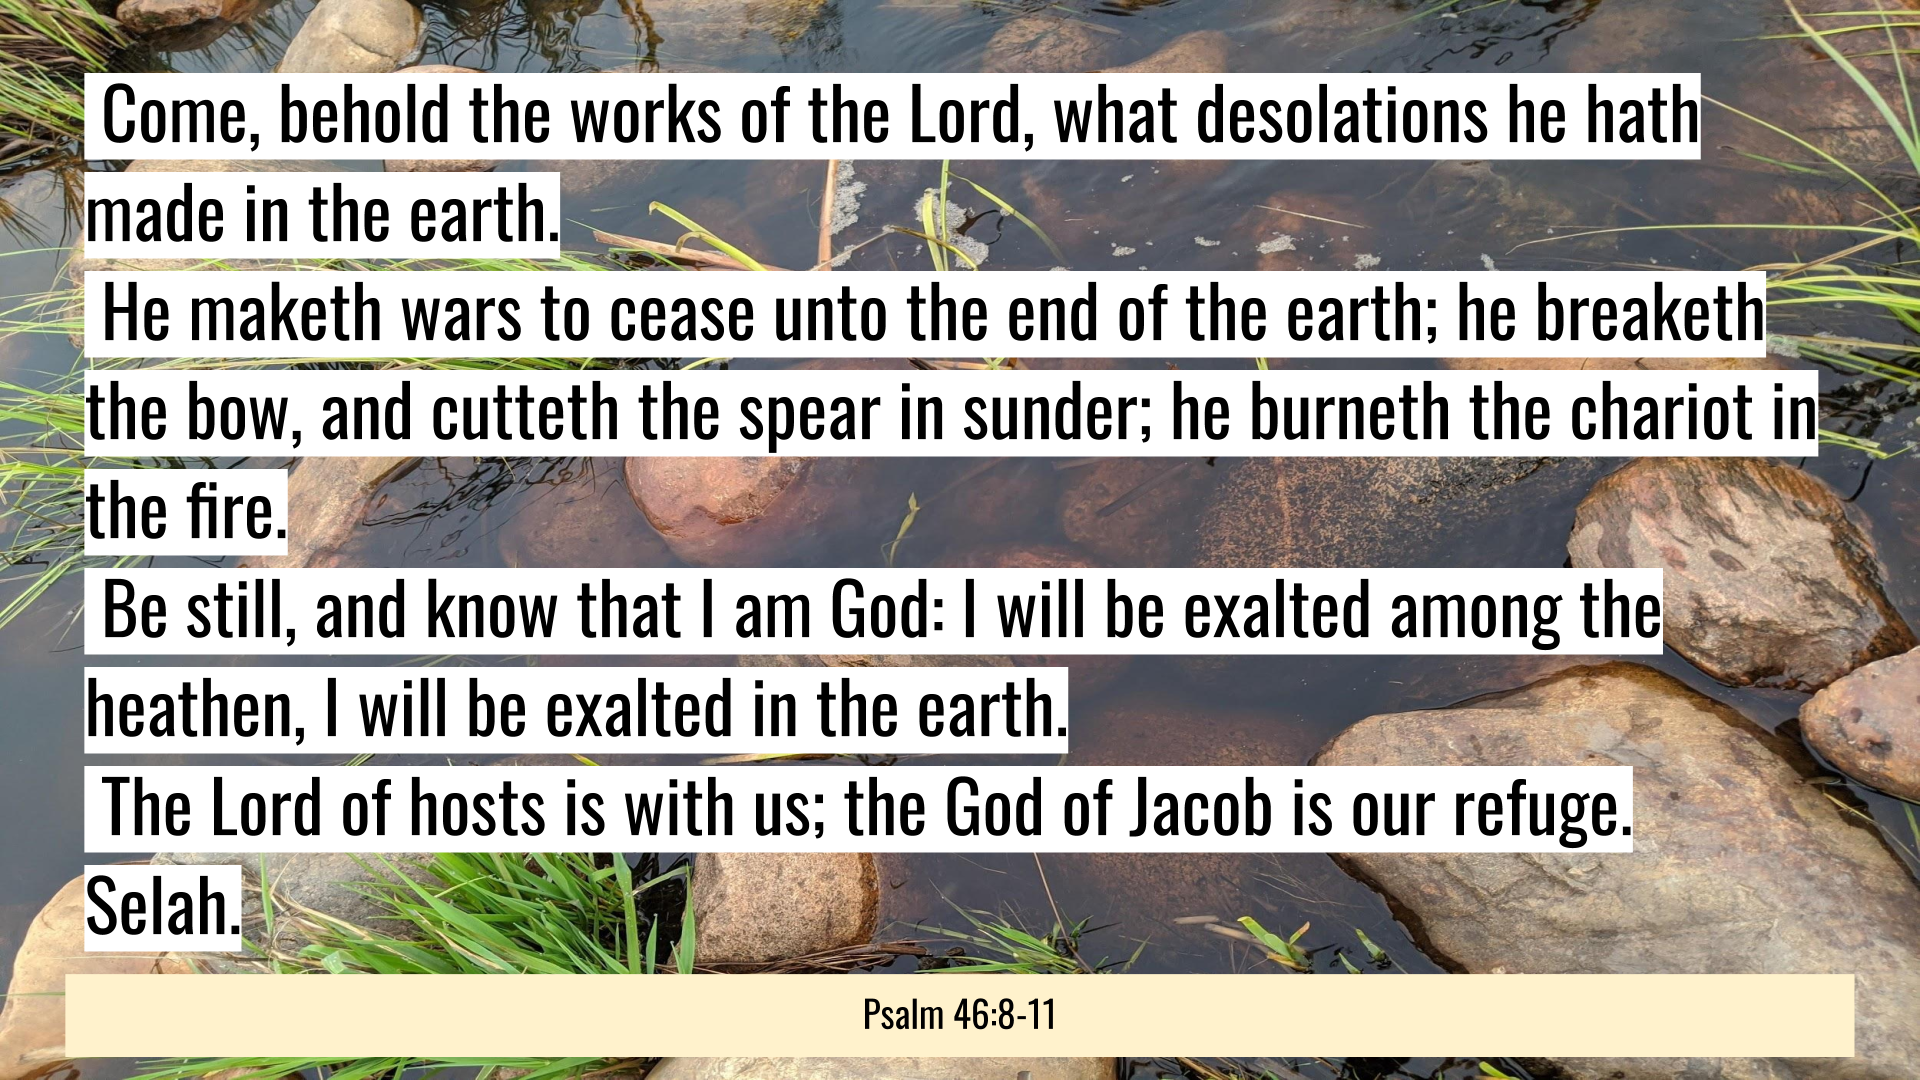 Come, behold the works of the Lord, what desolations he hath
made in the earth.
He maketh wars to cease unto the end of the earth; he breaketh
the bow, and cutteth the spear in sunder; he burneth the chariot in
the fire.
Be still, and know that I am God: I will be exalted among the
heathen, I will be exalted in the earth.
The Lord of hosts is with us; the God of Jacob is our refuge.
Selah.
Psalm 46:8-11